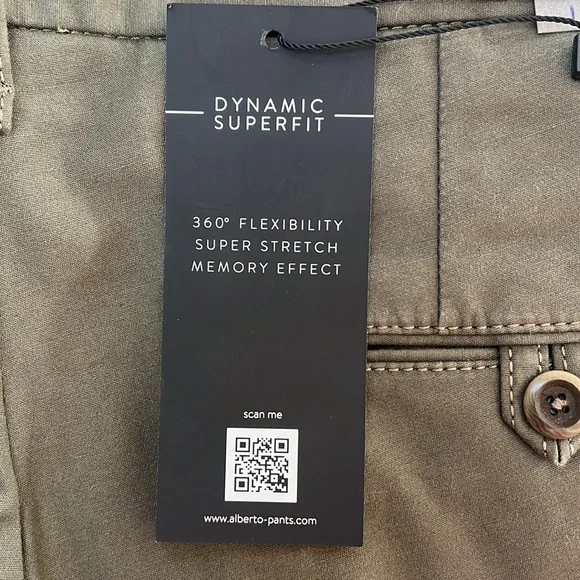 DYNAMIC
SUPERFIT
360° FLEXIBILITY
SUPER STRETCH
MEMORY EFFECT
scan me
www.alberto-pants.com